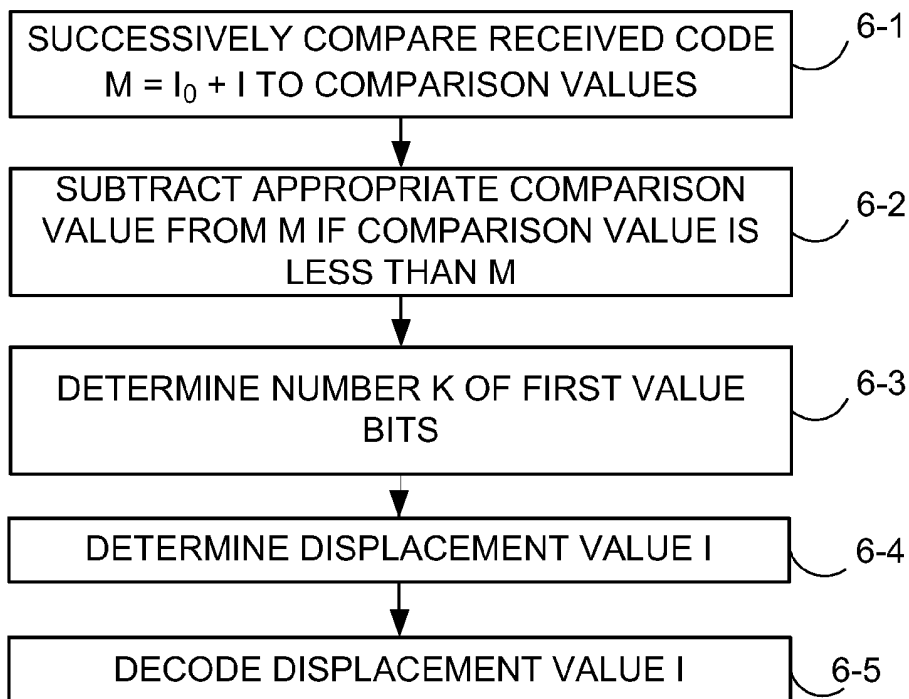 SUCCESSIVELY COMPARE RECEIVED CODE
M = I₀ + I TO COMPARISON VALUES
6-1
SUBTRACT APPROPRIATE COMPARISON
VALUE FROM M IF COMPARISON VALUE IS
LESS THAN M
6-2
DETERMINE NUMBER K OF FIRST VALUE
BITS
6-3
DETERMINE DISPLACEMENT VALUE I
6-4
DECODE DISPLACEMENT VALUE I
6-5